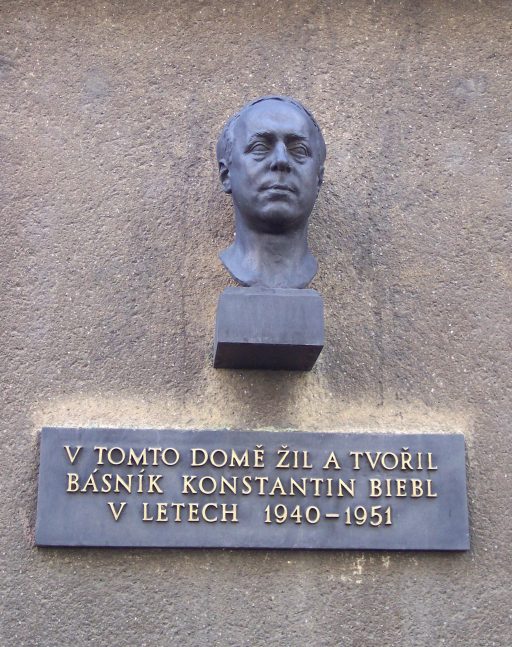 V TOMTO DOMĚ ŽIL A TVOŘIL
BÁSNÍK KONSTANTIN BIEBL
V LETECH 1940–1951